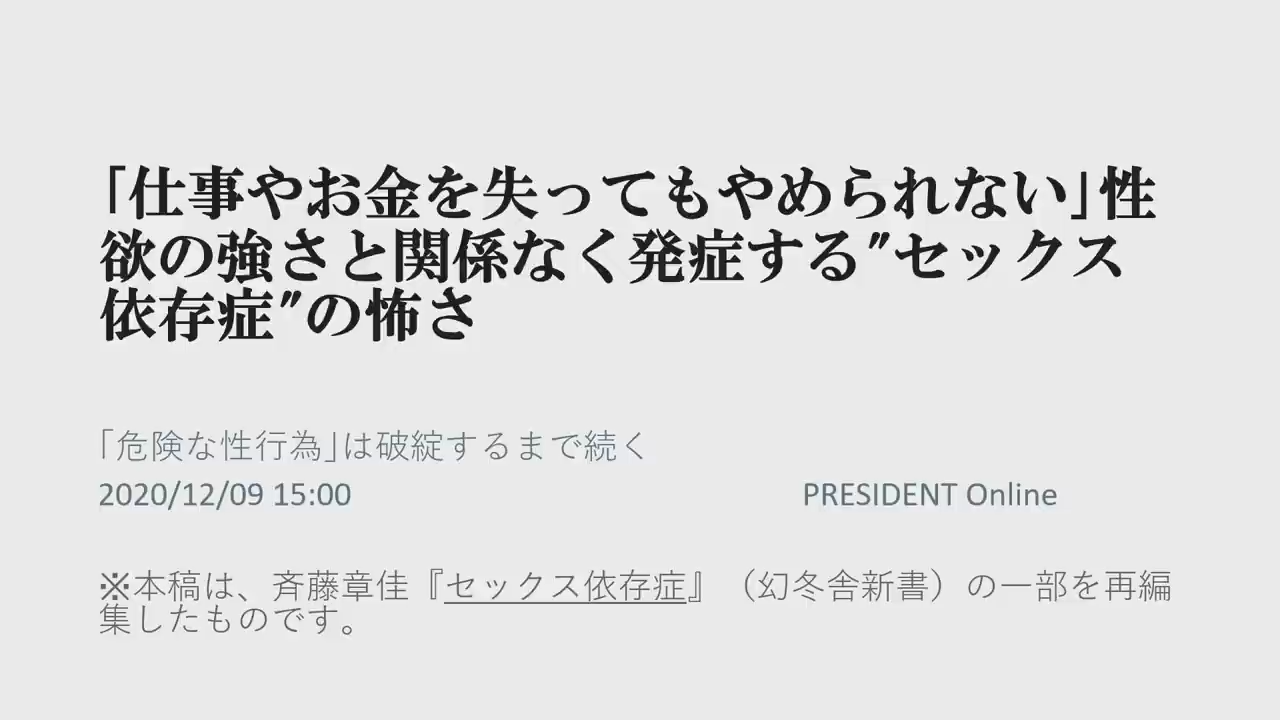 「仕事やお金を失ってもやめられない」性
欲の強さと関係なく発症する"セックス
依存症"の怖さ
「危険な性行為」は破綻するまで続く
2020/12/09 15:00 PRESIDENT Online
※本稿は、斉藤章佳『セックス依存症』（幻冬舎新書）の一部を再編
集したものです。